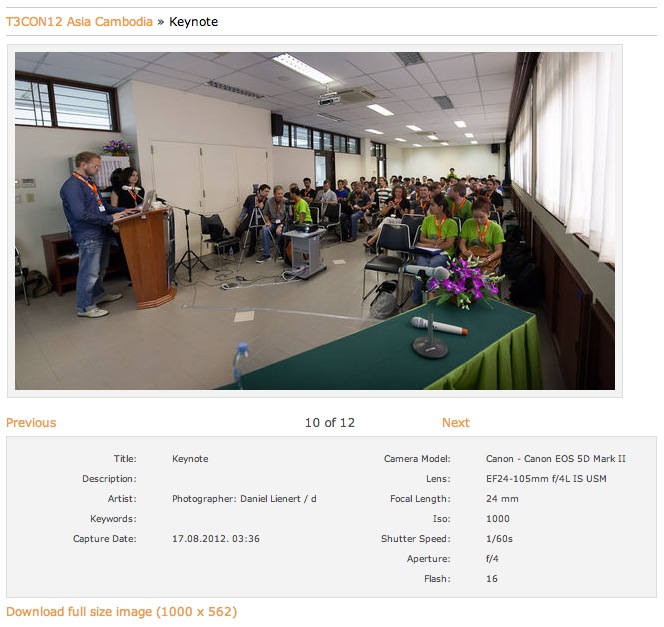 T3CON12 Asia Cambodia » Keynote
Previous
10 of 12
Next
Title: Keynote
Description:
Artist: Photographer: Daniel Lienert / d
Keywords:
Capture Date: 17.08.2012. 03:36
Camera Model: Canon - Canon EOS 5D Mark II
Lens: EF24-105mm f/4L IS USM
Focal Length: 24 mm
Iso: 1000
Shutter Speed: 1/60s
Aperture: f/4
Flash: 16
Download full size image (1000 x 562)